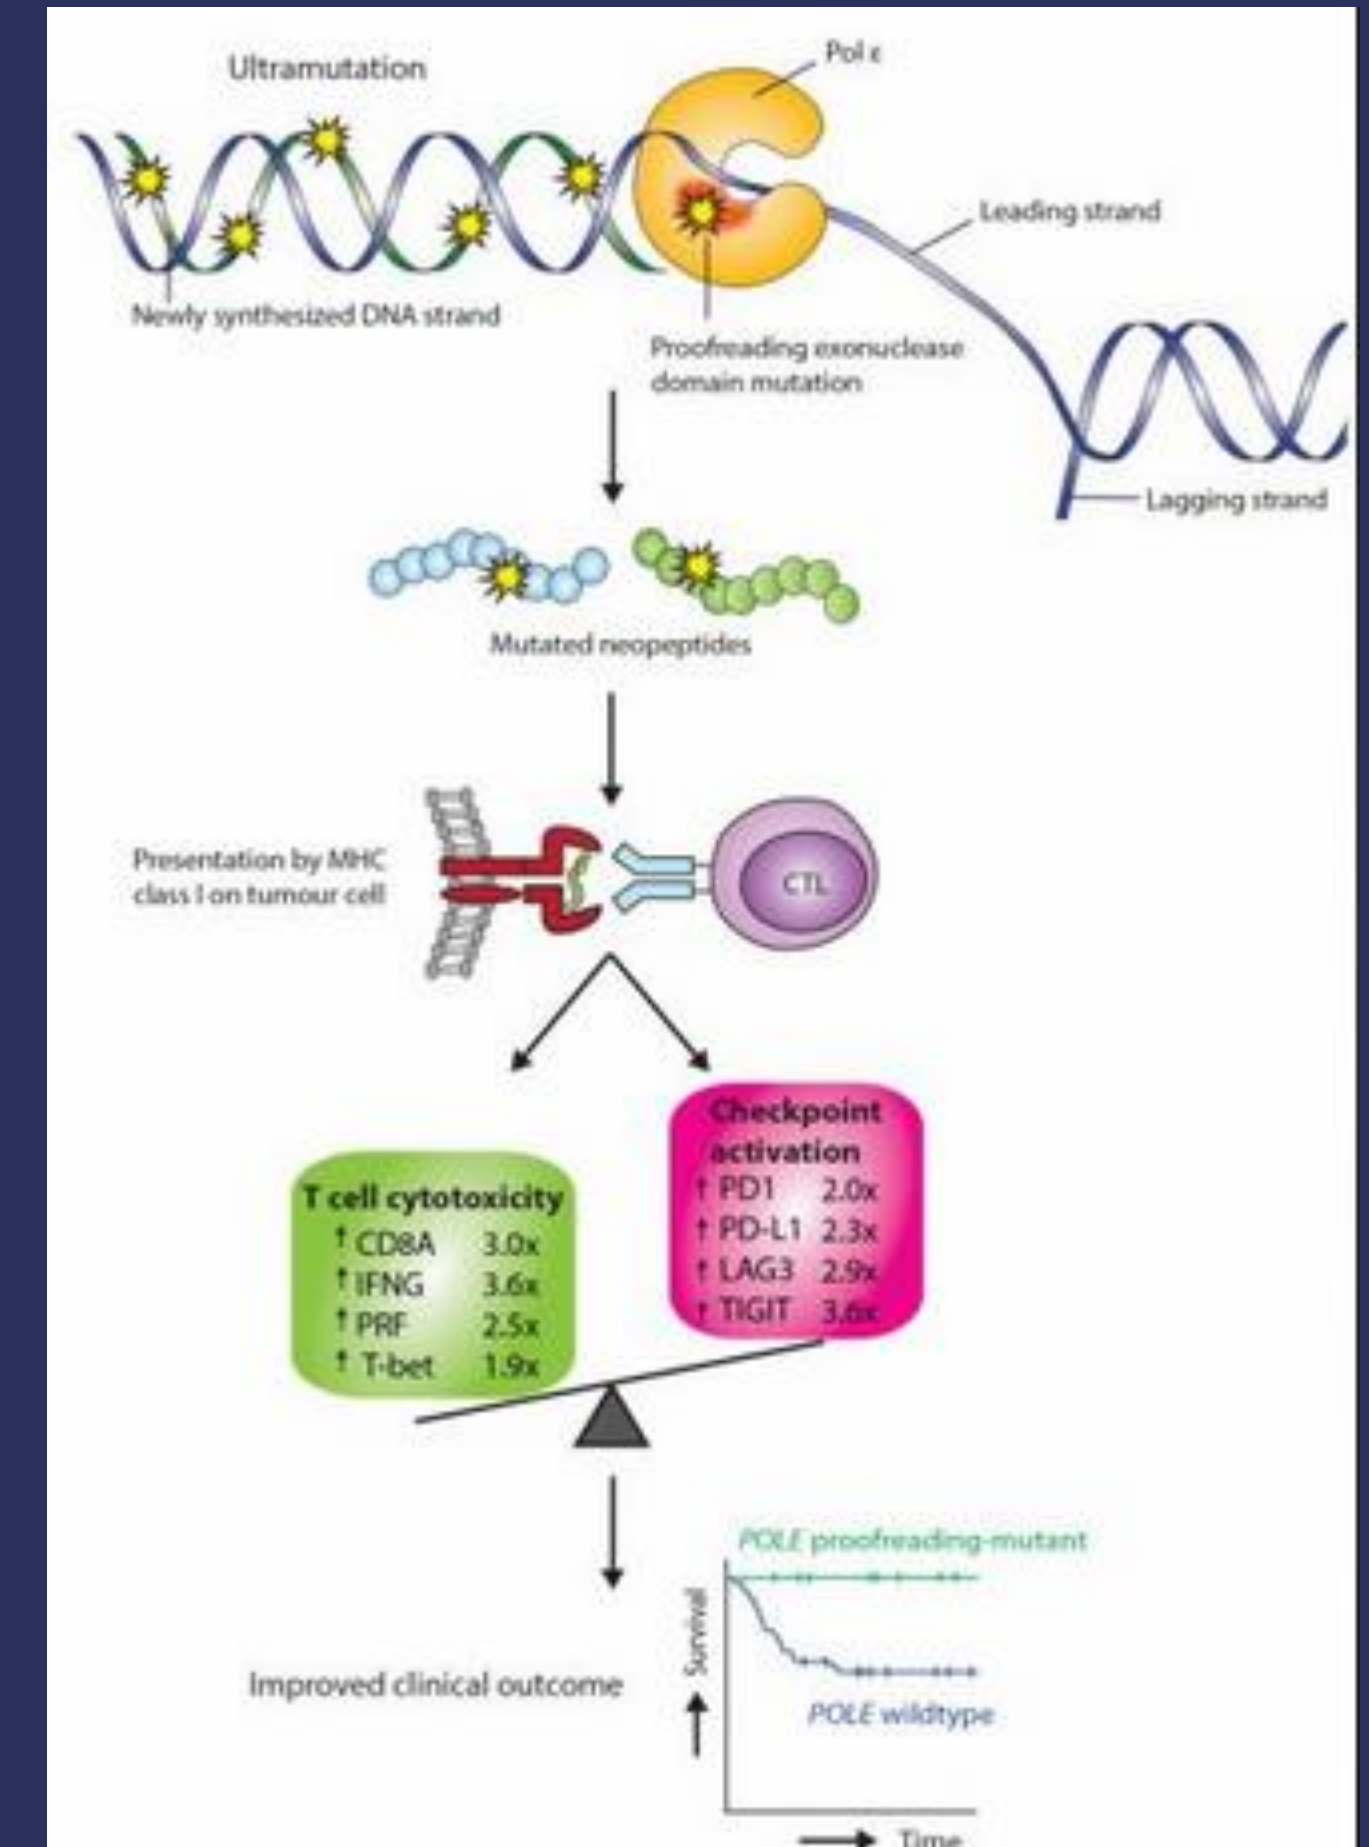 Ultramutation
Pol ε
Leading strand
Newly synthesized DNA strand
Proofreading exonuclease
domain mutation
Lagging strand
Mutated neopeptides
Presentation by MHC
class I on tumour cell
CTL
Checkpoint
activation
↑ PD1 2.0x
↑ PD-L1 2.3x
↑ LAG3 2.9x
↑ TIGIT 3.6x
T cell cytotoxicity
↑ CD8A 3.0x
↑ IFNG 3.6x
↑ PRF 2.5x
↑ T-bet 1.9x
POLE proofreading-mutant
Survival
Improved clinical outcome
POLE wildtype
Time